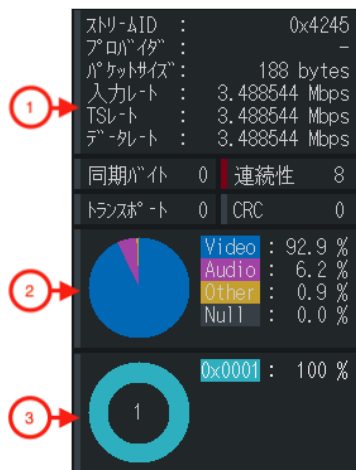 ストリームID : 0x4245
プロバイダ : -
パケットサイズ : 188 bytes
入力レート : 3.488544 Mbps
TSレート : 3.488544 Mbps
データレート : 3.488544 Mbps
同期バイト 0 連続性 8
トランスポート 0 CRC 0
Video : 92.9 %
Audio : 6.2 %
Other : 0.9 %
Null : 0.0 %
0x0001 : 100 %
1
1
2
3